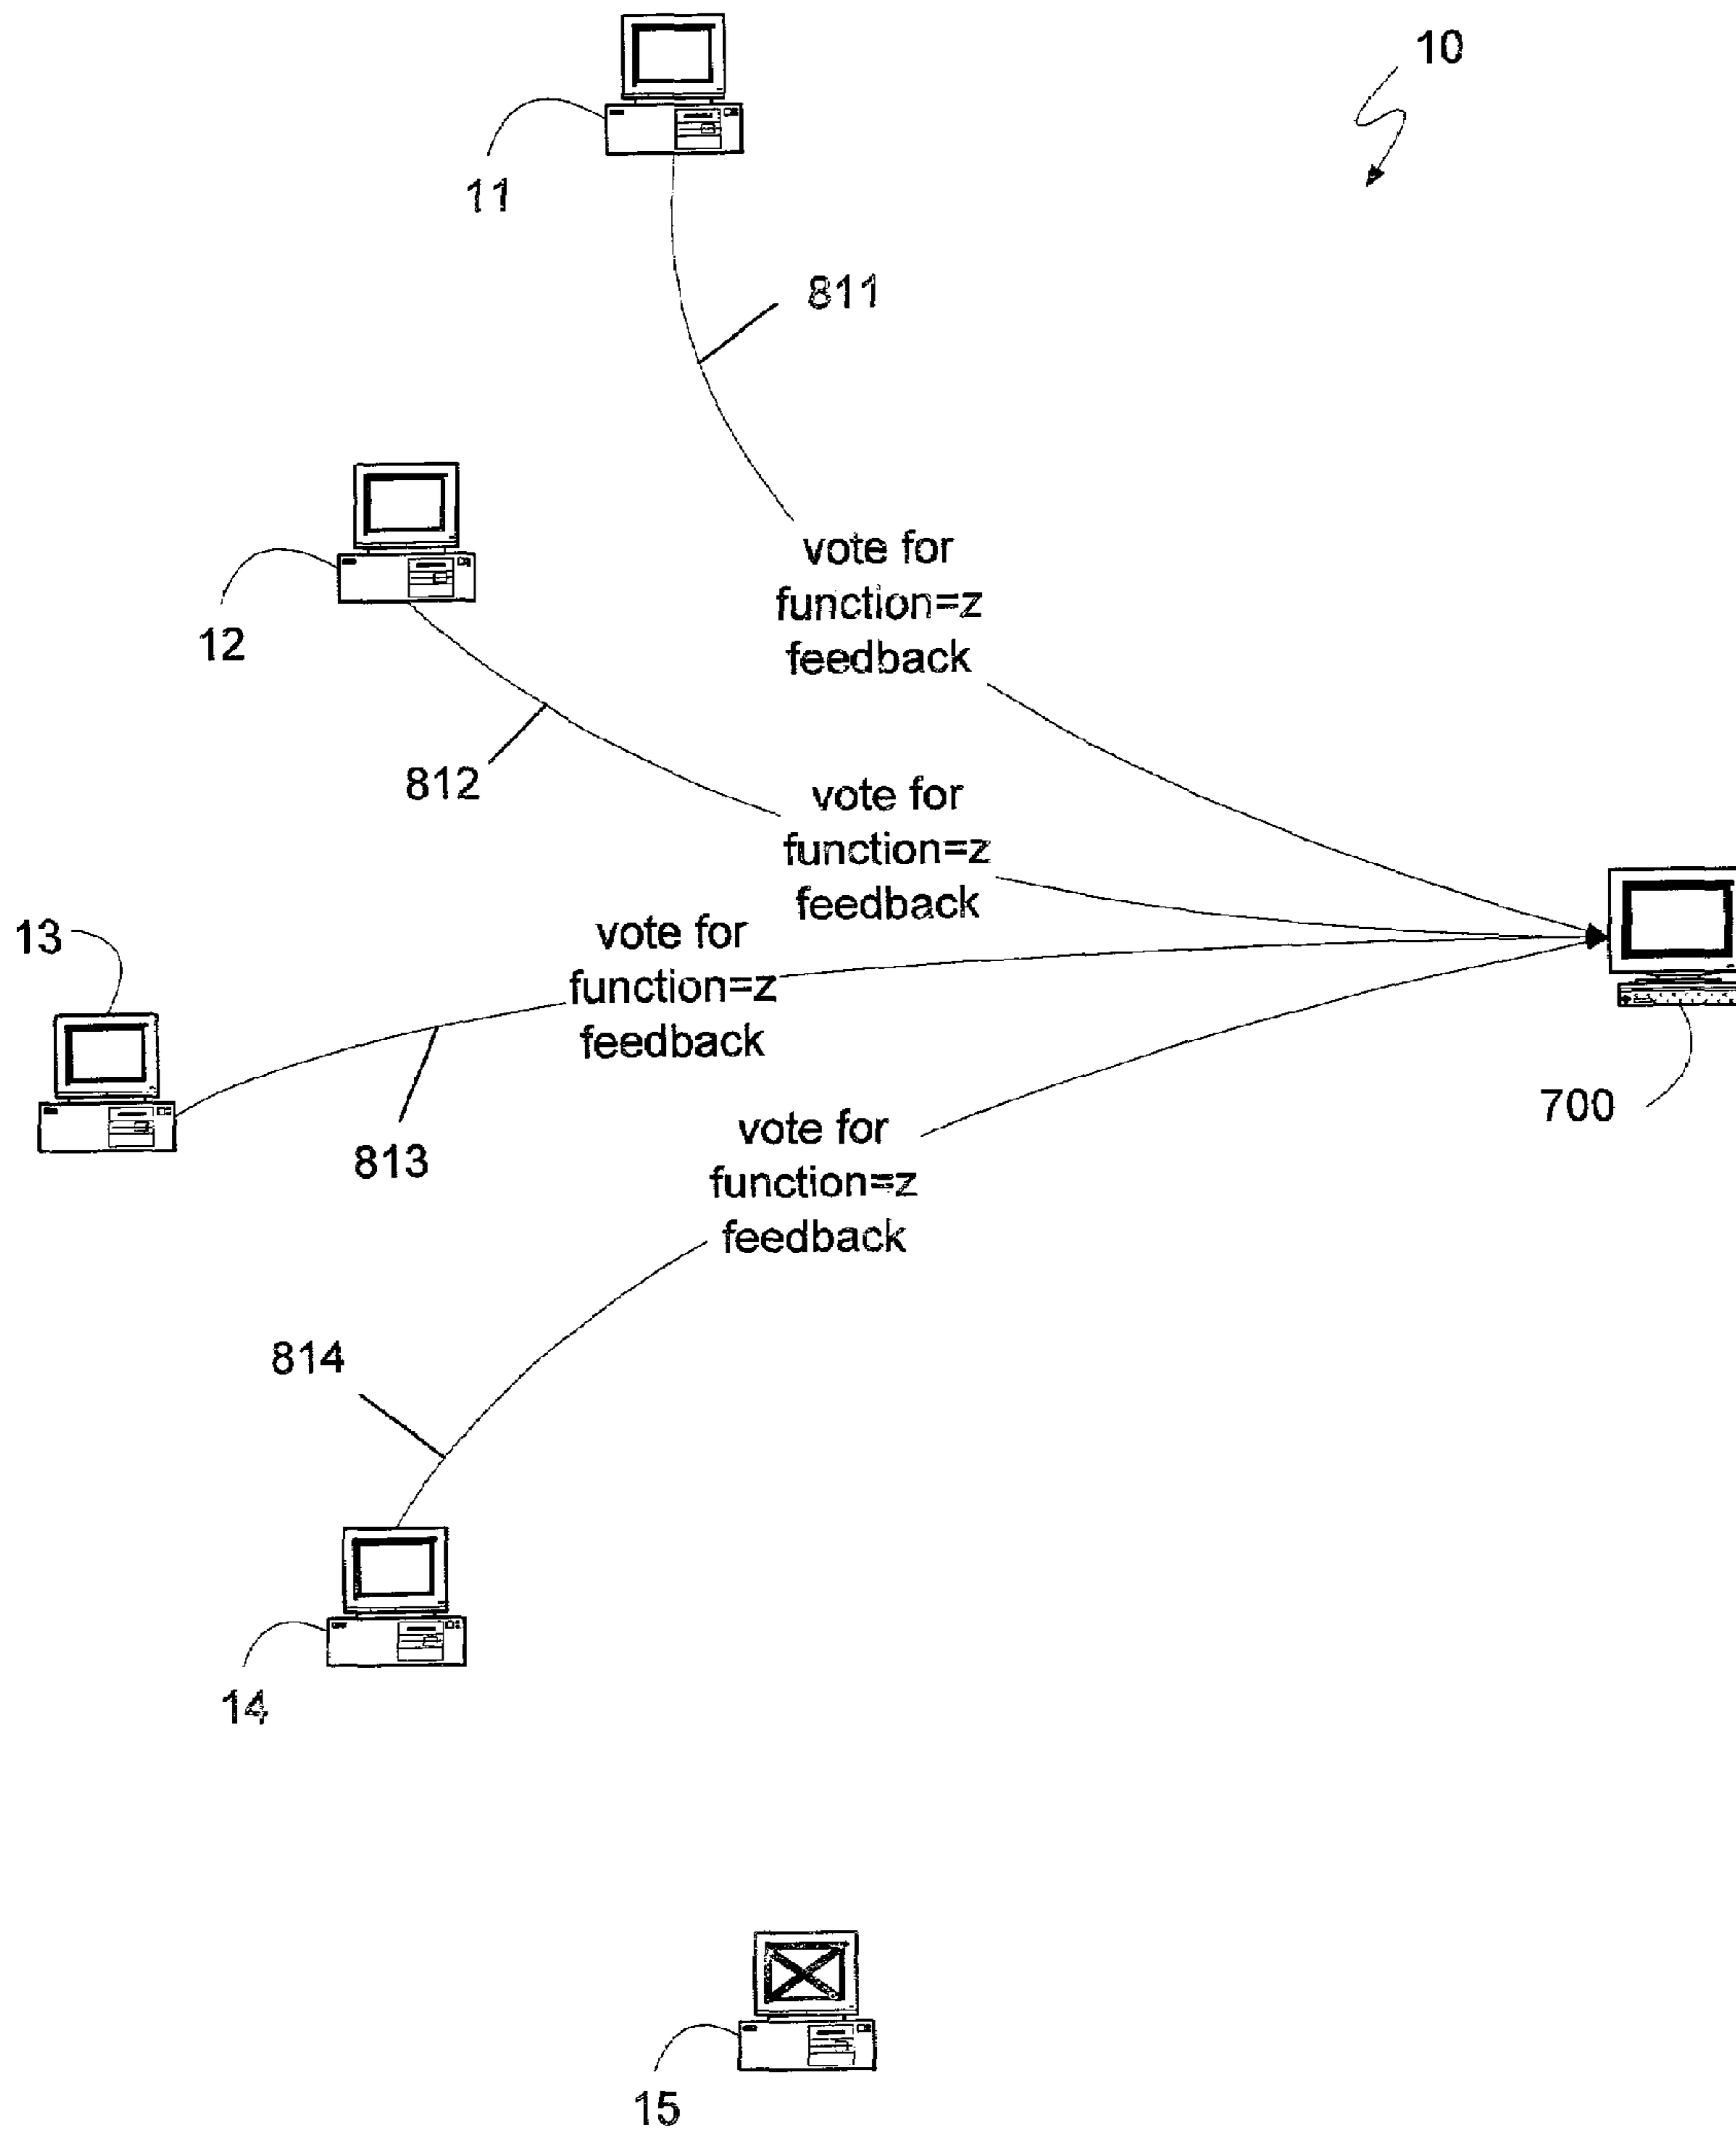 10
11
811
vote for
function=z
feedback
12
812
vote for
function=z
feedback
13
vote for
function=z
feedback
813
700
vote for
function=z
feedback
814
14
15